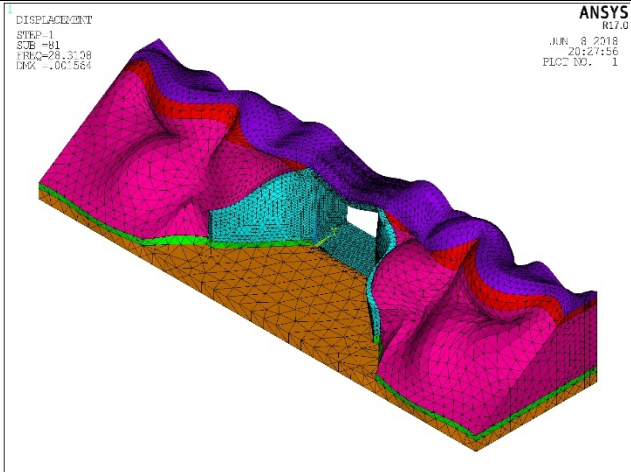 1
DISPLACEMENT
STEP=1
SUB =81
FREQ=28.3108
DMX =.001564
ANSYS
R17.0
JUN 8 2018
20:27:56
PLOT NO. 1